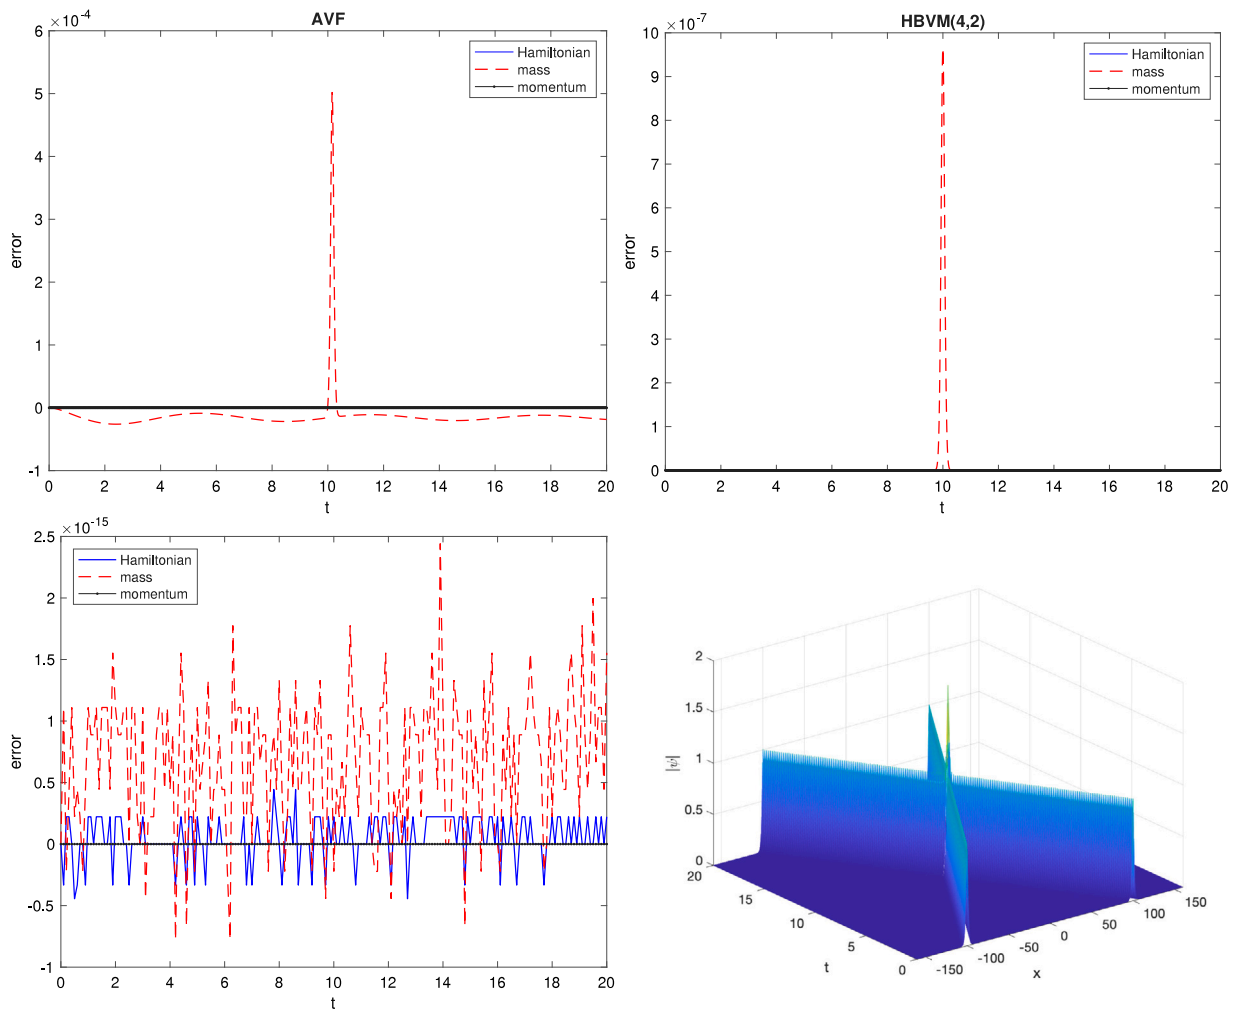 AVF
×10⁻⁴
6
5
4
3
2
1
0
-1
error
0 2 4 6 8 10 12 14 16 18 20
t
Hamiltonian
mass
momentum
HBVM(4,2)
×10⁻⁷
10
9
8
7
6
5
4
3
2
1
0
error
0 2 4 6 8 10 12 14 16 18 20
t
Hamiltonian
mass
momentum
×10⁻¹⁵
2.5
2
1.5
1
0.5
0
-0.5
-1
error
0 2 4 6 8 10 12 14 16 18 20
t
Hamiltonian
mass
momentum
2
1.5
1
0.5
0
|ψ|
20
15
10
5
0
t
-150 -100 -50 0 50 100 150
x